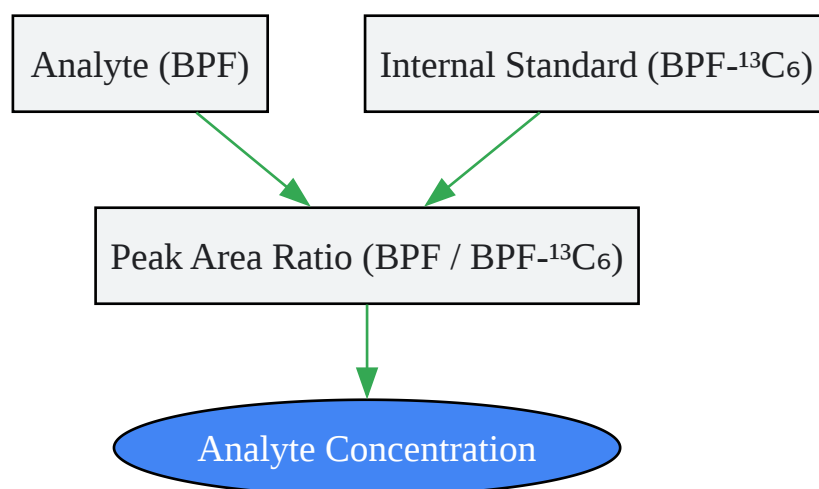 Analyte (BPF)
Internal Standard (BPF-¹³C₆)
Peak Area Ratio (BPF / BPF-¹³C₆)
Analyte Concentration